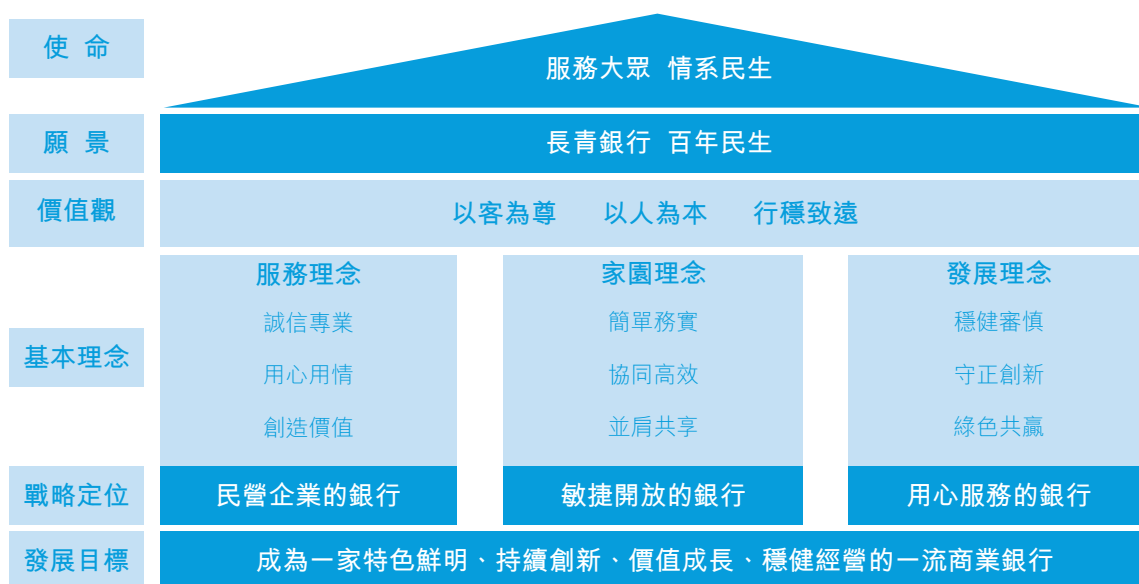 使命
服務大眾 情系民生
願景
長青銀行 百年民生
價值觀
以客為尊 以人為本 行穩致遠
基本理念
服務理念
誠信專業
用心用情
創造價值
家園理念
簡單務實
協同高效
並肩共享
發展理念
穩健審慎
守正創新
綠色共贏
戰略定位
民營企業的銀行
敏捷開放的銀行
用心服務的銀行
發展目標
成為一家特色鮮明、持續創新、價值成長、穩健經營的一流商業銀行